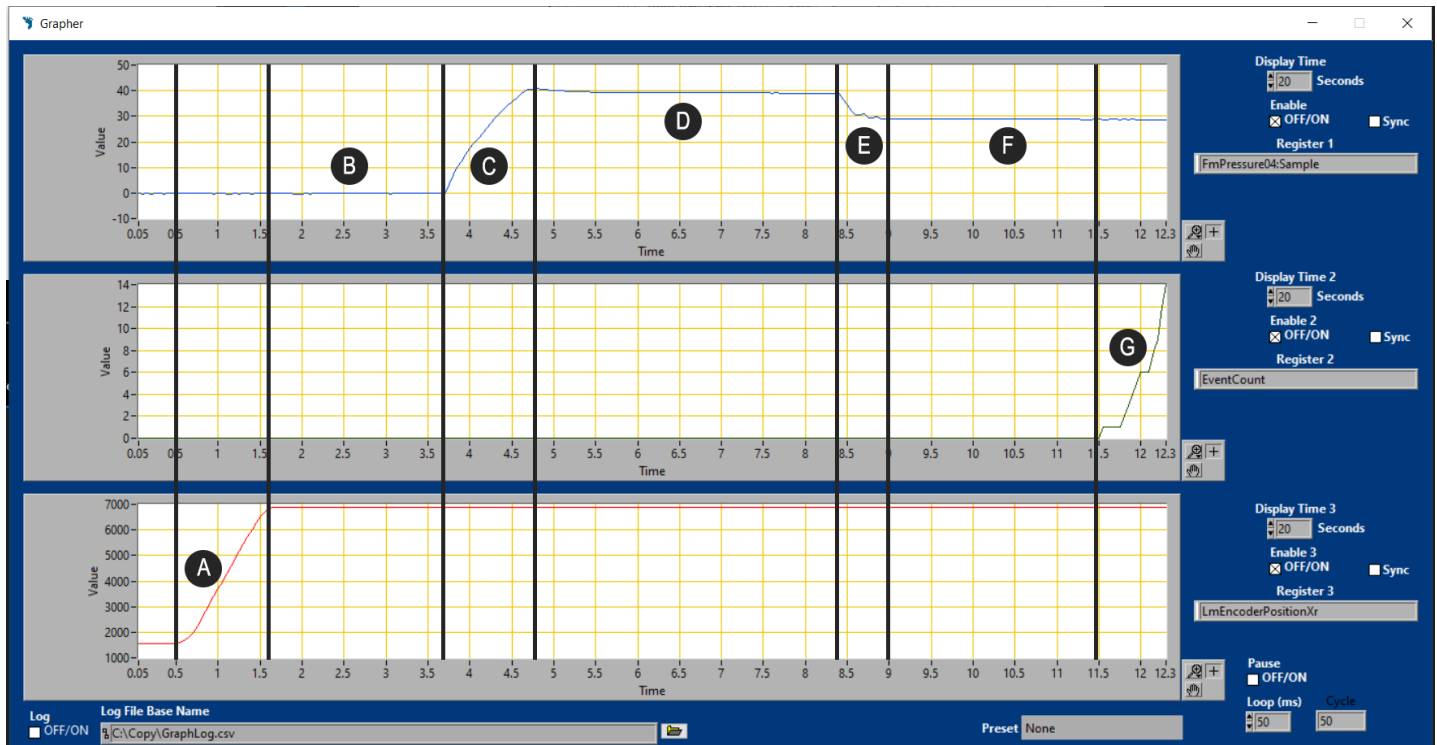 Grapher
50
40
30
20
10
0
-10
Value
0.05 0.5 1 1.5 2 2.5 3 3.5 4 4.5 5 5.5 6 6.5 7 7.5 8 8.5 9 9.5 10 10.5 11 11.5 12 12.3
Time
B
C
D
E
F
Display Time
20 Seconds
Enable
OFF/ON Sync
Register 1
FmPressure04:Sample
14
12
10
8
6
4
2
0
Value
0.05 0.5 1 1.5 2 2.5 3 3.5 4 4.5 5 5.5 6 6.5 7 7.5 8 8.5 9 9.5 10 10.5 11 11.5 12 12.3
Time
G
Display Time 2
20 Seconds
Enable 2
OFF/ON Sync
Register 2
EventCount
7000
6000
5000
4000
3000
2000
1000
Value
0.05 0.5 1 1.5 2 2.5 3 3.5 4 4.5 5 5.5 6 6.5 7 7.5 8 8.5 9 9.5 10 10.5 11 11.5 12 12.3
Time
A
Display Time 3
20 Seconds
Enable 3
OFF/ON Sync
Register 3
LmEncoderPositionXr
Pause
OFF/ON
Loop (ms) Cycle
50 50
Log
OFF/ON
Log File Base Name
C:\Copy\GraphLog.csv
Preset None